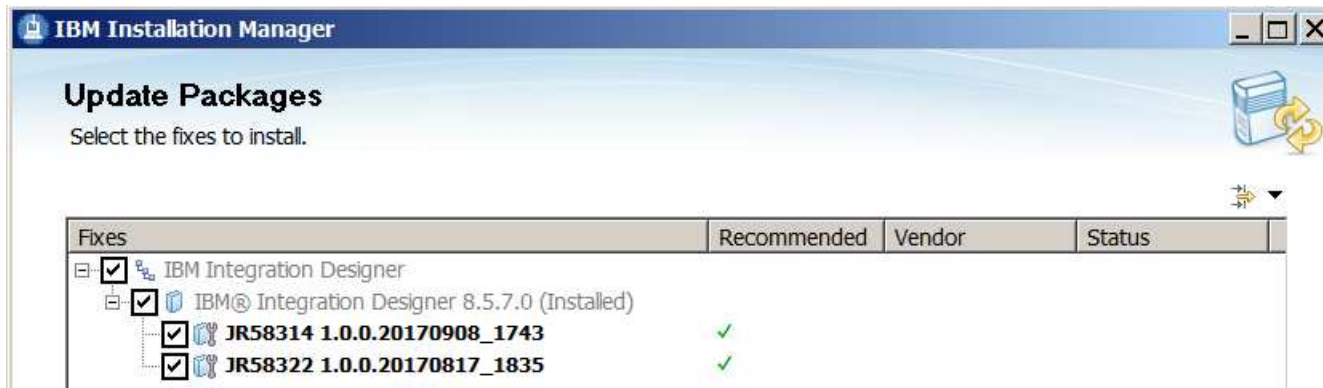 IBM Installation Manager
Update Packages
Select the fixes to install.
Fixes Recommended Vendor Status
IBM Integration Designer
IBM® Integration Designer 8.5.7.0 (Installed)
JR58314 1.0.0.20170908_1743
JR58322 1.0.0.20170817_1835